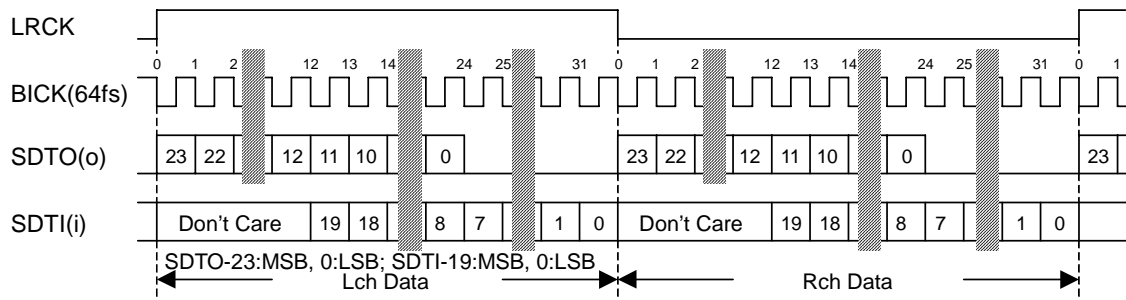 LRCK
0 1 2 12 13 14 24 25 31 0 1 2 12 13 14 24 25 31 0 1
BICK(64fs)
SDTO(o) 23 22 12 11 10 0 23 22 12 11 10 0 23
SDTI(i) Don't Care 19 18 8 7 1 0 Don't Care 19 18 8 7 1 0
SDTO-23:MSB, 0:LSB; SDTI-19:MSB, 0:LSB
Lch Data Rch Data